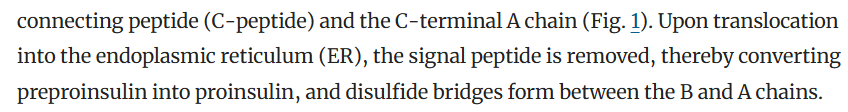 connecting peptide (C-peptide) and the C-terminal A chain (Fig. 1). Upon translocation
into the endoplasmic reticulum (ER), the signal peptide is removed, thereby converting
preproinsulin into proinsulin, and disulfide bridges form between the B and A chains.